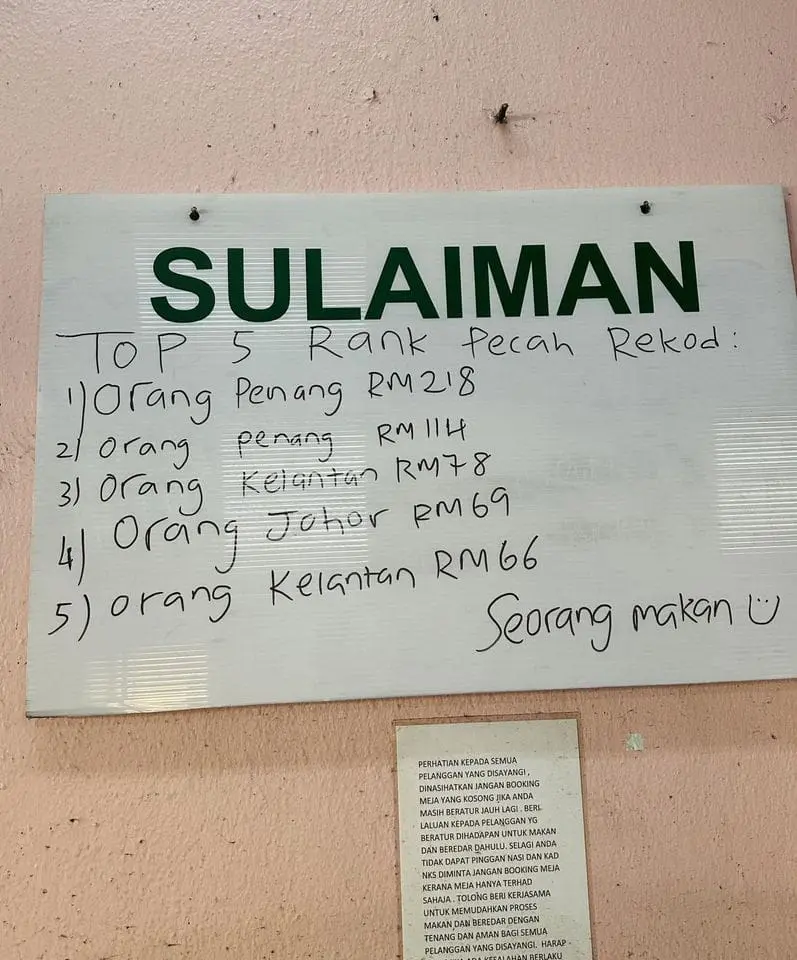 SULAIMAN
TOP 5 Rank Pecah Rekod:
1) Orang Penang RM218
2) Orang Penang RM114
3) Orang Kelantan RM78
4) Orang Johor RM69
5) Orang Kelantan RM66
Seorang makan
PERHATIAN KEPADA SEMUA
PELANGGAN YANG DISAYANGI ,
DINASIHATKAN JANGAN BOOKING
MEJA YANG KOSONG JIKA ANDA
MASIH BERATUR JAUH LAGI . BERI
LALUAN KEPADA PELANGGAN YG
BERATUR DIHADAPAN UNTUK MAKAN
DAN BEREDAR DAHULU. SELAGI ANDA
TIDAK DAPAT PINGGAN NASI DAN KAD
NKS DIMINTA JANGAN BOOKING MEJA
KERANA MEJA HANYA TERHAD
SAHAJA . TOLONG BERI KERJASAMA
UNTUK MEMUDAHKAN PROSES
MAKAN DAN BEREDAR DENGAN
TENANG DAN AMAN BAGI SEMUA
PELANGGAN YANG DISAYANGI. HARAP
ADA KESALAHAN BERLAKU